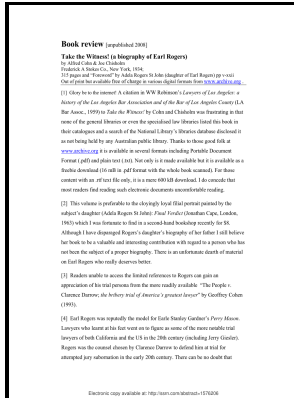 Book review [unpublished 2008]
Take the Witness! (a biography of Earl Rogers)
by Alfred Cohn & Joe Chisholm
Frederick A Stokes Co., New York, 1934;
315 pages and "Foreword" by Adela Rogers St John (daughter of Earl Rogers) pp v-xxi
Out of print but available free of charge in various digital formats from www.archive.org
[1] Glory be to the internet! A citation in WW Robinson's Lawyers of Los Angeles: a
history of the Los Angeles Bar Association and of the Bar of Los Angeles County (LA
Bar Assoc., 1959) to Take the Witness! by Cohn and Chisholm was frustrating in that
none of the general libraries or even the specialised law libraries listed this book in
their catalogues and a search of the National Library's libraries database disclosed it
as not being held by any Australian public library. Thanks to those good folk at
www.archive.org it is available in several formats including Portable Document
Format (.pdf) and plain text (.txt). Not only is it made available but it is available as a
freebie download (16 mB in .pdf format with the whole book scanned). For those
content with an .rtf text file only, it is a mere 600 kB download. I do concede that
most readers find reading such electronic documents uncomfortable reading.
[2] This volume is preferable to the cloyingly loyal filial portrait painted by the
subject's daughter (Adela Rogers St John): Final Verdict (Jonathan Cape, London,
1963) which I was fortunate to find in a second-hand bookshop recently for $8.
Although I have disparaged Rogers's daughter's biography of her father I still believe
her book to be a valuable and interesting contribution with regard to a person who has
not been the subject of a proper biography. There is an unfortunate dearth of material
on Earl Rogers who really deserves better.
[3] Readers unable to access the limited references to Rogers can gain an
appreciation of his trial persona from the more readily available "The People v.
Clarence Darrow; the bribery trial of America's greatest lawyer" by Geoffrey Cohen
(1993).
[4] Earl Rogers was reputedly the model for Earle Stanley Gardner's Perry Mason.
Lawyers who learnt at his feet went on to figure as some of the more notable trial
lawyers of both California and the US in the 20th century (including Jerry Giesler).
Rogers was the counsel chosen by Clarence Darrow to defend him at trial for
attempted jury subornation in the early 20th century. There can be no doubt that
Electronic copy available at: http://ssrn.com/abstract=1576206